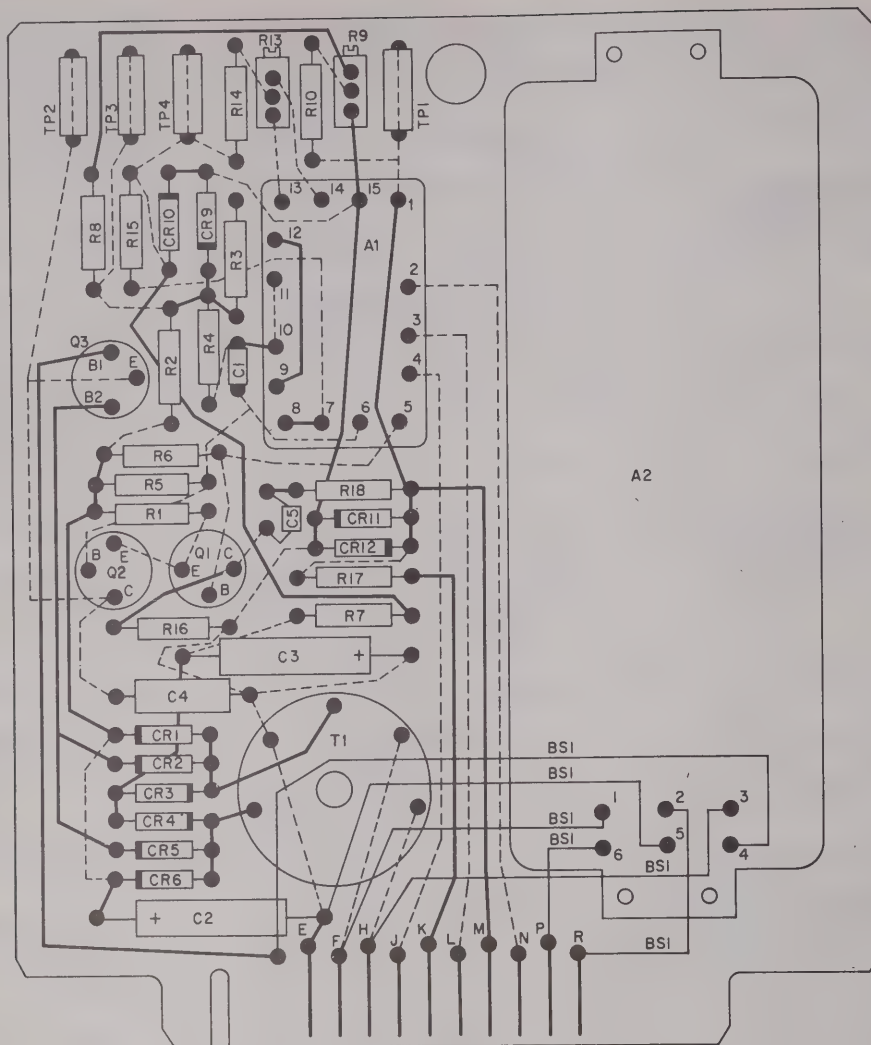 R13
R9
TP2
TP3
TP4
R14
R10
TP1
13
14
15
1
R8
R15
CR10
CR9
R3
12
A1
11
2
3
10
4
Q3
B1
E
B2
R2
R4
C1
9
8
7
6
5
R6
R5
R1
R18
C5
CR11
CR12
A2
B
E
Q2
C
Q1
C
E
B
R17
R16
R7
C3
+
C4
CR1
T1
CR2
CR3
CR4
CR5
CR6
BS1
BS1
1
2
3
BS1
5
6
4
BS1
+
C2
E
F
H
J
K
L
M
N
P
R
BS1